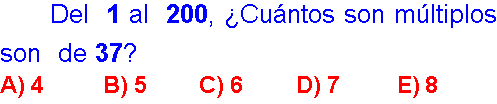 Del 1 al 200, ¿Cuántos son múltiplos
son de 37?
A) 4 B) 5 C) 6 D) 7 E) 8